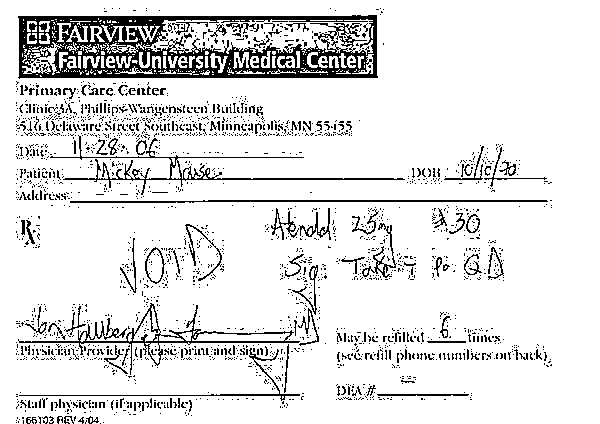 FAIRVIEW
Fairview-University Medical Center
Primary Care Center
Clinic 3A, Phillips-Wangensteen Building
516 Delaware Street Southeast, Minneapolis, MN 55455
Date 11-28-06
Patient Mickey Mouse DOB 10/10/70
Address
Rx
Atenolol 25mg #30
VOID
Sig Take T po QD
MD
Physician/Provider (please print and sign)
May be refilled 6 times
(see refill phone numbers on back)
DEA #
Staff physician (if applicable)
166103 REV 4/04